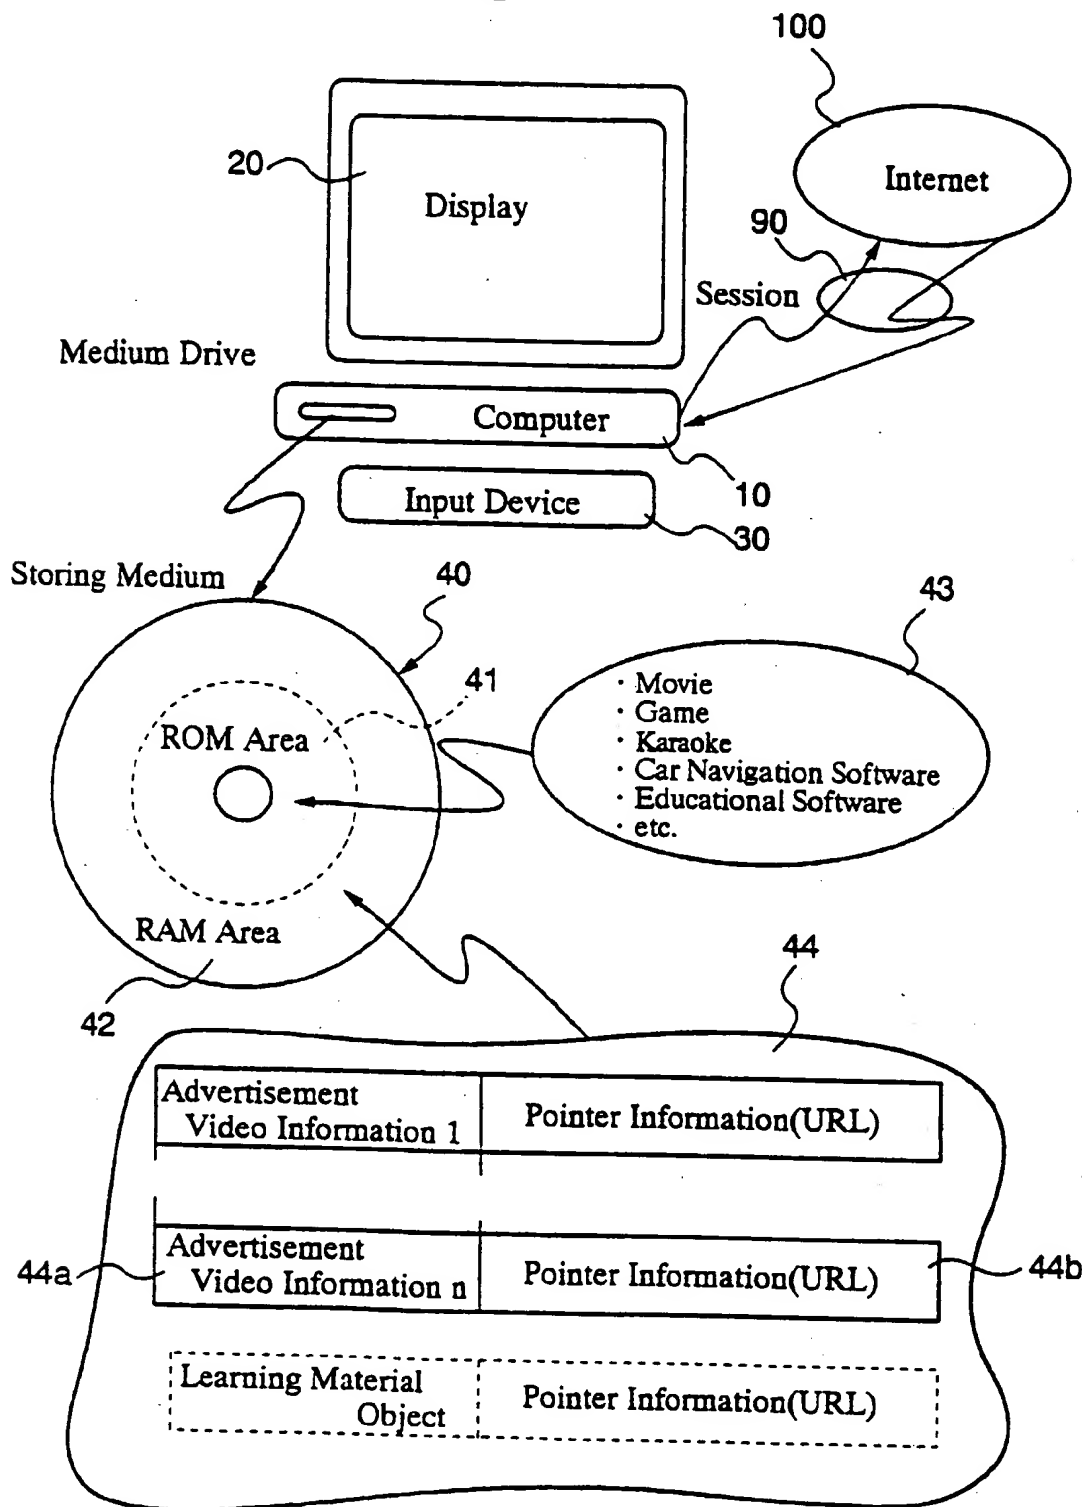 100
20
Display
Internet
90
Session
Medium Drive
Computer
10
Input Device
30
Storing Medium
40
43
41
ROM Area
· Movie
· Game
· Karaoke
· Car Navigation Software
· Educational Software
· etc.
RAM Area
42
44
Advertisement
Video Information 1
Pointer Information(URL)
Advertisement
Video Information n
Pointer Information(URL)
44a
44b
Learning Material
Object
Pointer Information(URL)